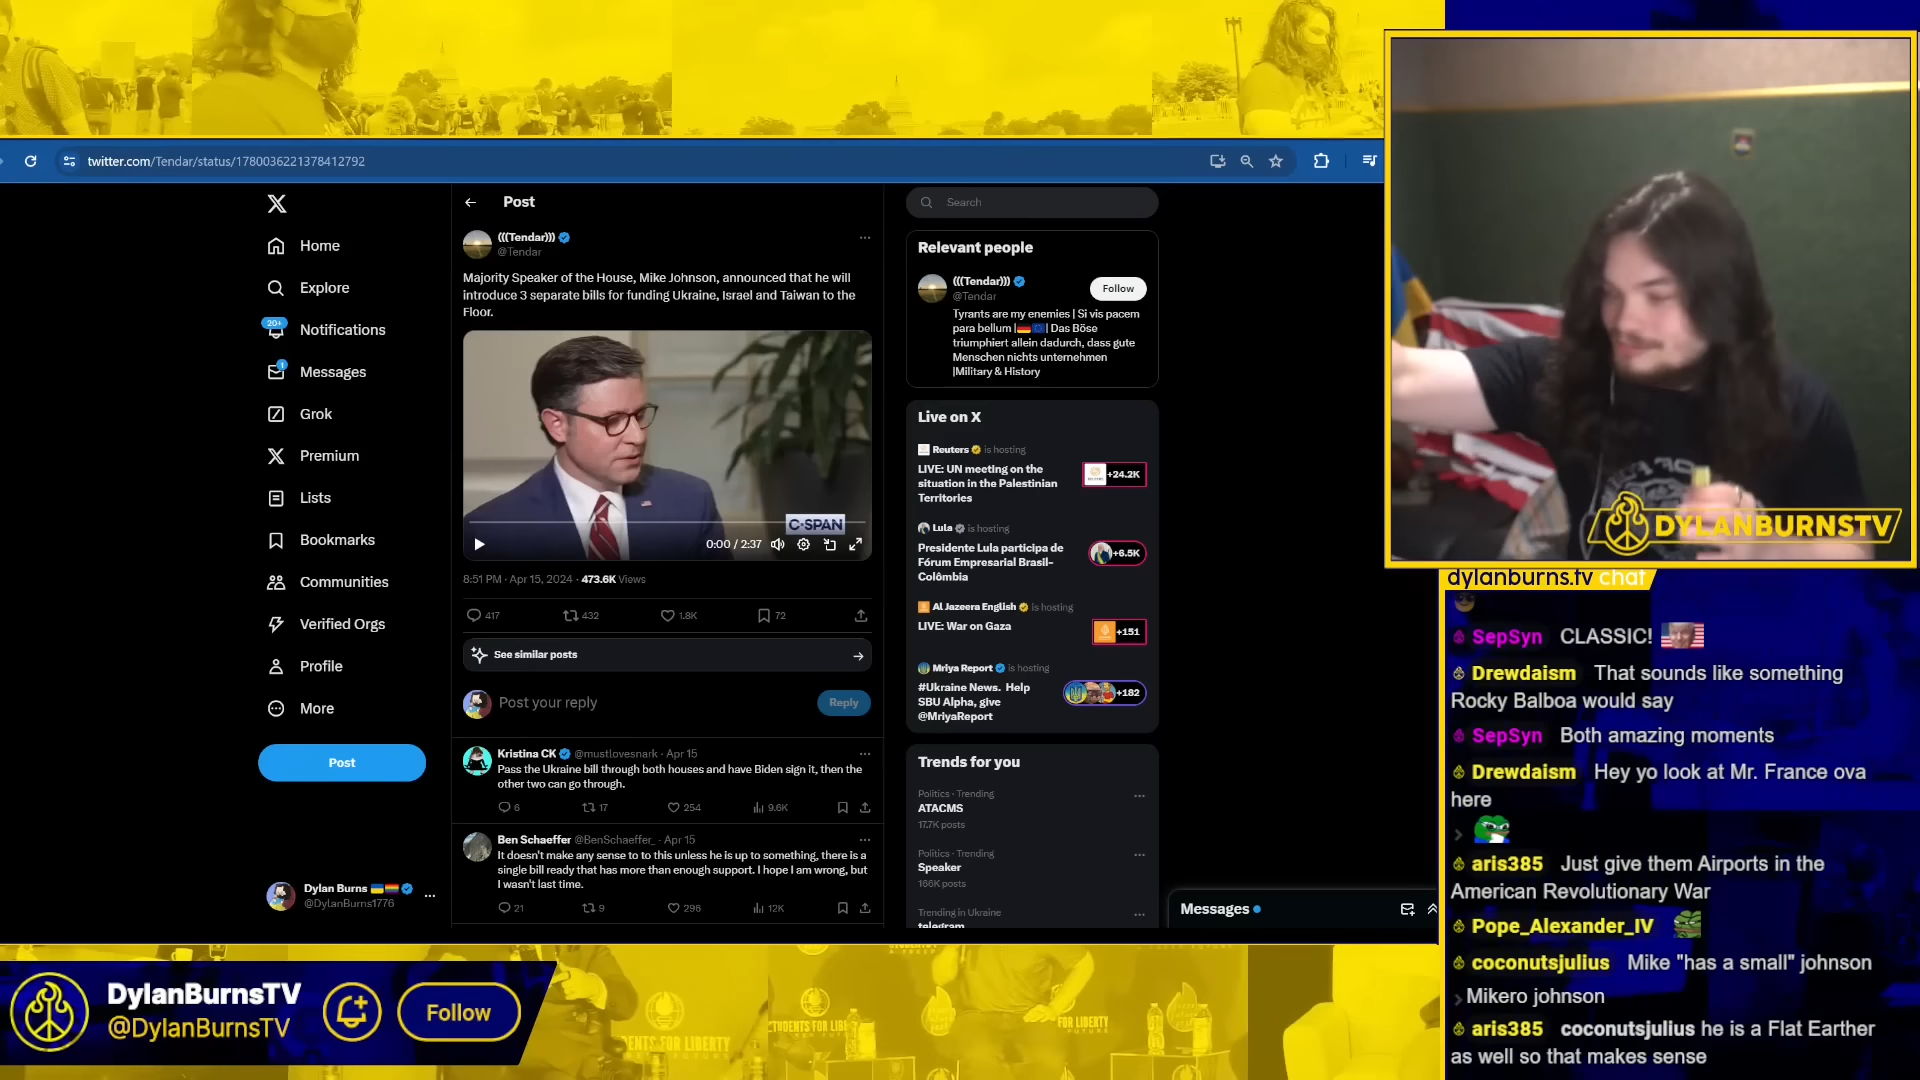 twitter.com/Tendar/status/1780036221378412792
Post
Search
Home
Explore
20+
Notifications
1
Messages
Grok
Premium
Lists
Bookmarks
Communities
Verified Orgs
Profile
More
Post
Dylan Burns
@DylanBurns1776
(((Tendar)))
@Tendar
Majority Speaker of the House, Mike Johnson, announced that he will
introduce 3 separate bills for funding Ukraine, Israel and Taiwan to the
Floor.
C-SPAN
0:00 / 2:37
8:51 PM · Apr 15, 2024 · 473.6K Views
417
432
1.8K
72
See similar posts
Post your reply
Reply
Kristina CK @mustlovesnark · Apr 15
Pass the Ukraine bill through both houses and have Biden sign it, then the
other two can go through.
6
17
254
9.6K
Ben Schaeffer @BenSchaeffer_ · Apr 15
It doesn't make any sense to to this unless he is up to something, there is a
single bill ready that has more than enough support. I hope I am wrong, but
I wasn't last time.
21
9
296
12K
Relevant people
(((Tendar)))
@Tendar
Follow
Tyrants are my enemies | Si vis pacem
para bellum | | Das Böse
triumphiert allein dadurch, dass gute
Menschen nichts unternehmen
|Military & History
Live on X
Reuters is hosting
LIVE: UN meeting on the
situation in the Palestinian
Territories
+24.2K
Lula is hosting
Presidente Lula participa de
Fórum Empresarial Brasil-
Colômbia
+6.5K
Al Jazeera English is hosting
LIVE: War on Gaza
+151
Mriya Report is hosting
#Ukraine News. Help
SBU Alpha, give
@MriyaReport
+182
Trends for you
Politics · Trending
ATACMS
17.7K posts
Politics · Trending
Speaker
166K posts
Trending in Ukraine
telegram
Messages
DYLANBURNSTV
dylanburns.tv chat
SepSyn CLASSIC!
Drewdaism That sounds like something
Rocky Balboa would say
SepSyn Both amazing moments
Drewdaism Hey yo look at Mr. France ova
here
aris385 Just give them Airports in the
American Revolutionary War
Pope_Alexander_IV
coconutsjulius Mike "has a small" johnson
Mikero johnson
aris385 coconutsjulius he is a Flat Earther
as well so that makes sense
DylanBurnsTV
@DylanBurnsTV
Follow